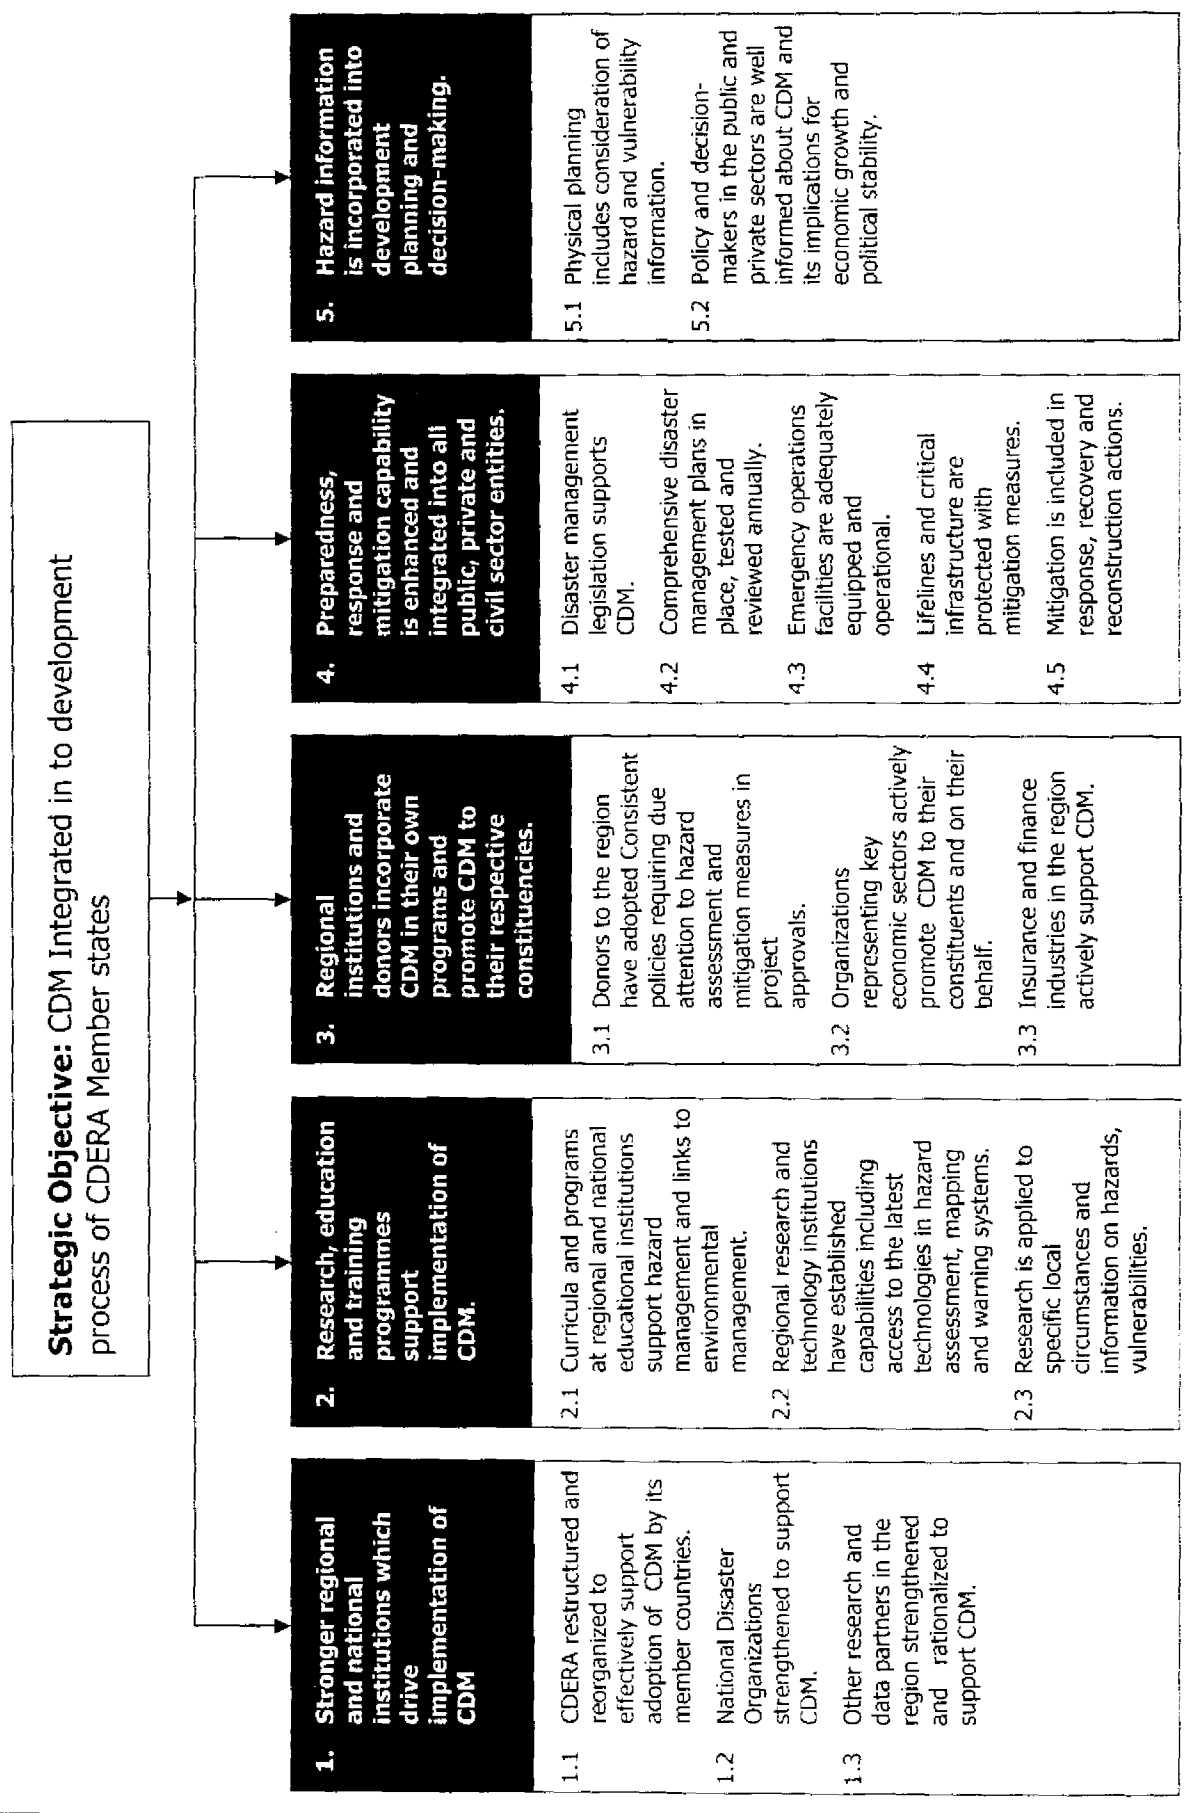 Strategic Objective: CDM Integrated in to development
process of CDERA Member states
1. Stronger regional
and national
institutions which
drive
implementation of
CDM
1.1 CDERA restructured and
reorganized to
effectively support
adoption of CDM by its
member countries.
1.2 National Disaster
Organizations
strengthened to support
CDM.
1.3 Other research and
data partners in the
region strengthened
and rationalized to
support CDM.
2. Research, education
and training
programmes
support
implementation of
CDM.
2.1 Curricula and programs
at regional and national
educational institutions
support hazard
management and links to
environmental
management.
2.2 Regional research and
technology institutions
have established
capabilities including
access to the latest
technologies in hazard
assessment, mapping
and warning systems.
2.3 Research is applied to
specific local
circumstances and
information on hazards,
vulnerabilities.
3. Regional
institutions and
donors incorporate
CDM in their own
programs and
promote CDM to
their respective
constituencies.
3.1 Donors to the region
have adopted Consistent
policies requiring due
attention to hazard
assessment and
mitigation measures in
project
approvals.
3.2 Organizations
representing key
economic sectors actively
promote CDM to their
constituents and on their
behalf.
3.3 Insurance and finance
industries in the region
actively support CDM.
4. Preparedness,
response and
mitigation capability
is enhanced and
integrated into all
public, private and
civil sector entities.
4.1 Disaster management
legislation supports
CDM.
4.2 Comprehensive disaster
management plans in
place, tested and
reviewed annually.
4.3 Emergency operations
facilities are adequately
equipped and
operational.
4.4 Lifelines and critical
infrastructure are
protected with
mitigation measures.
4.5 Mitigation is included in
response, recovery and
reconstruction actions.
5. Hazard information
is incorporated into
development
planning and
decision-making.
5.1 Physical planning
includes consideration of
hazard and vulnerability
information.
5.2 Policy and decision-
makers in the public and
private sectors are well
informed about CDM and
its implications for
economic growth and
political stability.